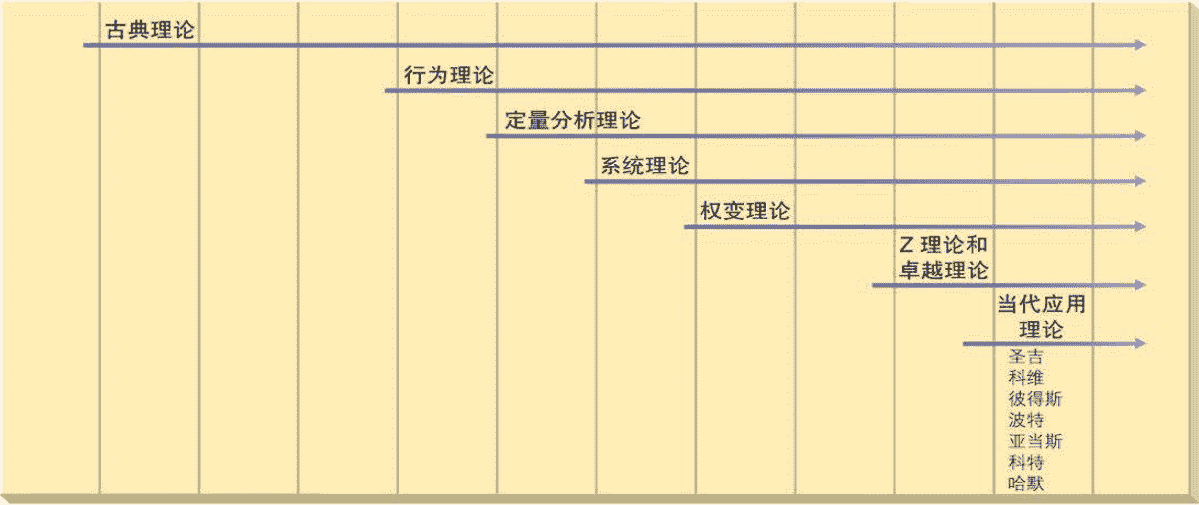 古典理论
行为理论
定量分析理论
系统理论
权变理论
Z 理论和
卓越理论
当代应用
理论
圣吉
科维
彼得斯
波特
亚当斯
科特
哈默